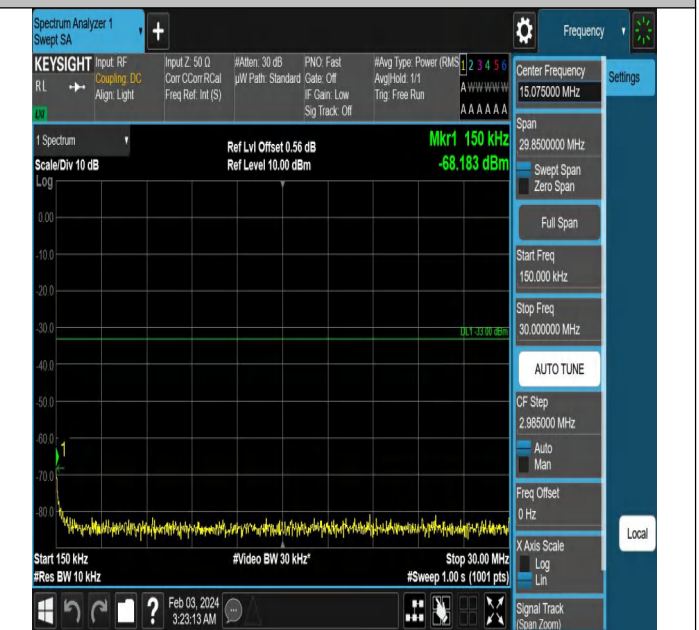 Spectrum Analyzer 1
Swept SA
+
Frequency
KEYSIGHT
RL
LXI
Input: RF
Coupling: DC
Align: Light
Input Z: 50 Ω
Corr CCorr RCal
Freq Ref: Int (S)
#Atten: 30 dB
µW Path: Standard
PNO: Fast
Gate: Off
IF Gain: Low
Sig Track: Off
#Avg Type: Power (RMS
Avg|Hold: 1/1
Trig: Free Run
1 2 3 4 5 6
A W W W W W
A A A A A A
1 Spectrum
Scale/Div 10 dB
Log
Ref Lvl Offset 0.56 dB
Ref Level 10.00 dBm
Mkr1 150 kHz
-68.183 dBm
0.00
-10.0
-20.0
-30.0
DL1 -33.00 dBm
-40.0
-50.0
-60.0
1
-70.0
-80.0
Start 150 kHz
#Res BW 10 kHz
#Video BW 30 kHz*
Stop 30.00 MHz
#Sweep 1.00 s (1001 pts)
?
Feb 03, 2024
3:23:13 AM
Center Frequency
15.075000 MHz
Settings
Span
29.8500000 MHz
Swept Span
Zero Span
Full Span
Start Freq
150.000 kHz
Stop Freq
30.000000 MHz
AUTO TUNE
CF Step
2.985000 MHz
Auto
Man
Freq Offset
0 Hz
X Axis Scale
Log
Lin
Local
Signal Track
(Span Zoom)